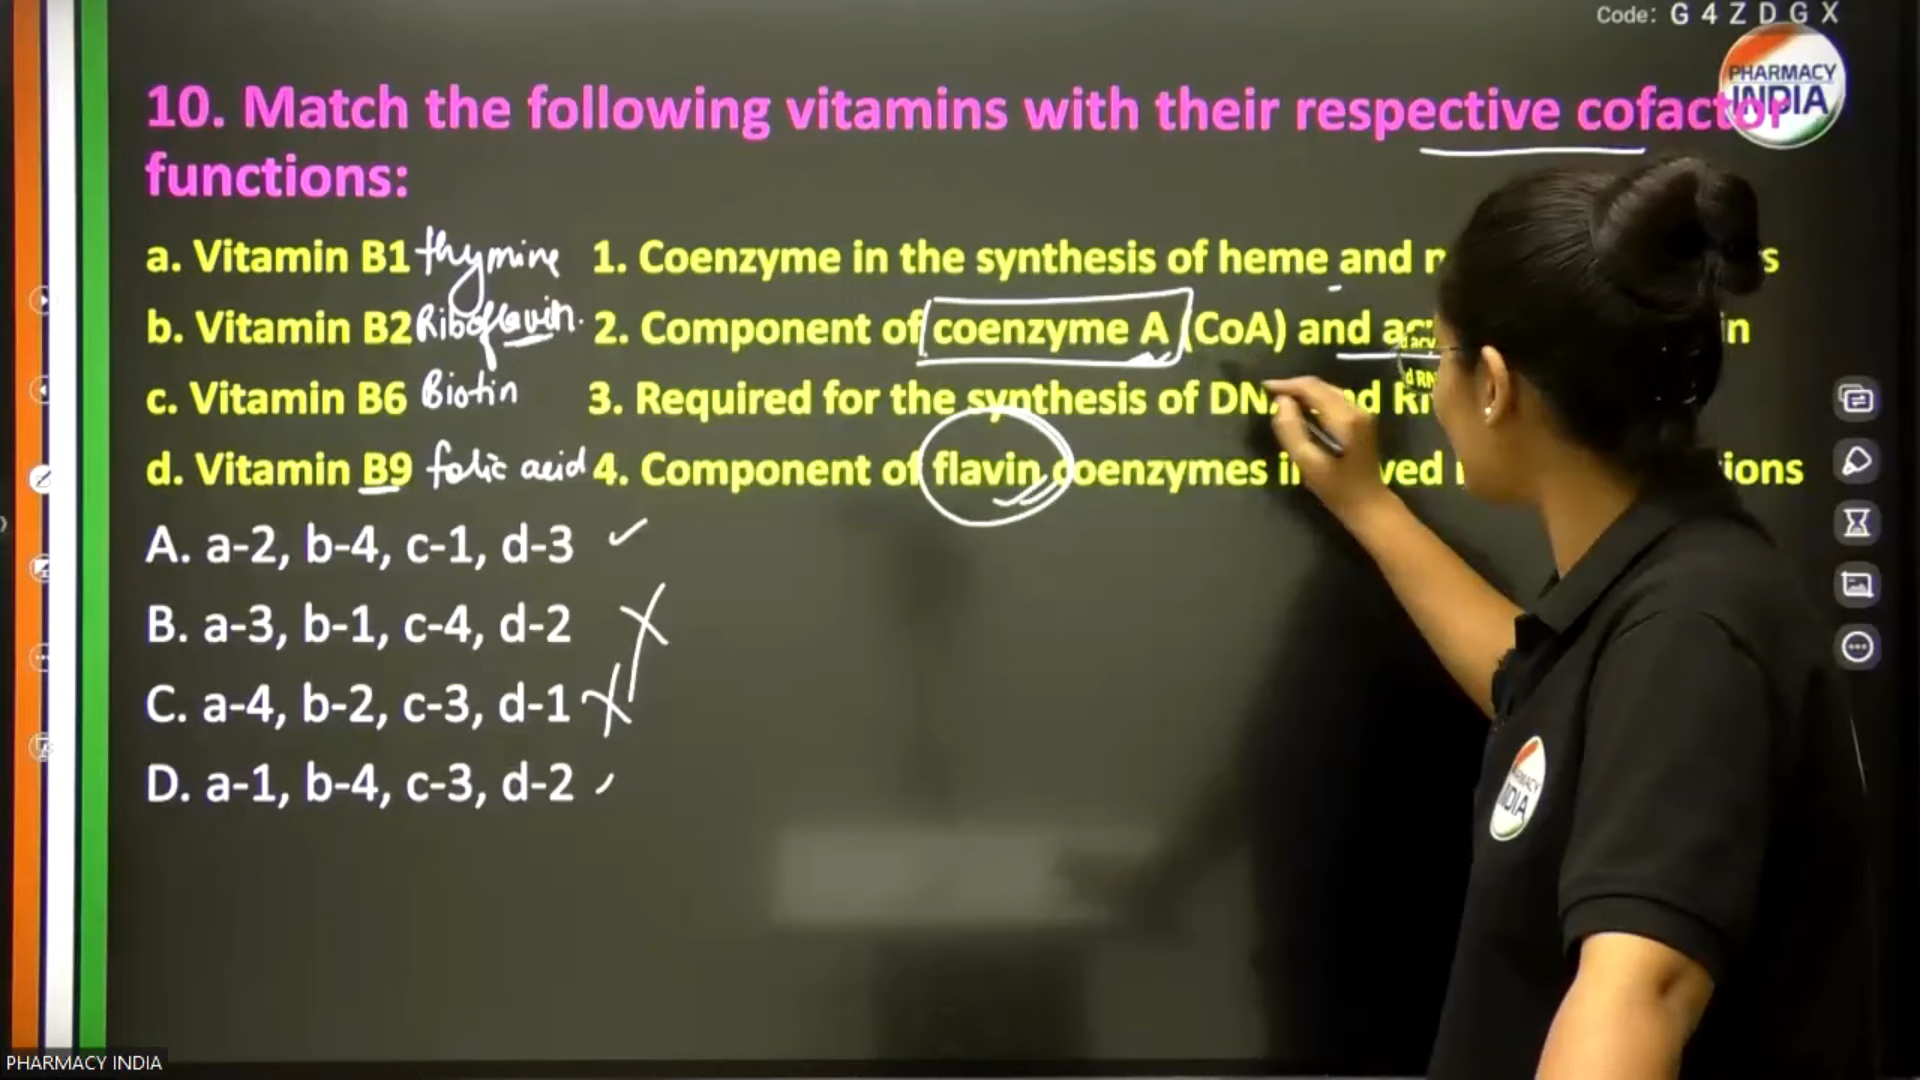 Code: G 4 Z D G X
PHARMACY
INDIA
10. Match the following vitamins with their respective cofactor
functions:
a. Vitamin B1 thymine 1. Coenzyme in the synthesis of heme and
b. Vitamin B2 Riboflavin. 2. Component of coenzyme A (CoA) and
c. Vitamin B6 Biotin 3. Required for the synthesis of
d. Vitamin B9 folic acid 4. Component of flavin coenzymes
A. a-2, b-4, c-1, d-3
B. a-3, b-1, c-4, d-2
C. a-4, b-2, c-3, d-1
D. a-1, b-4, c-3, d-2
PHARMACY INDIA